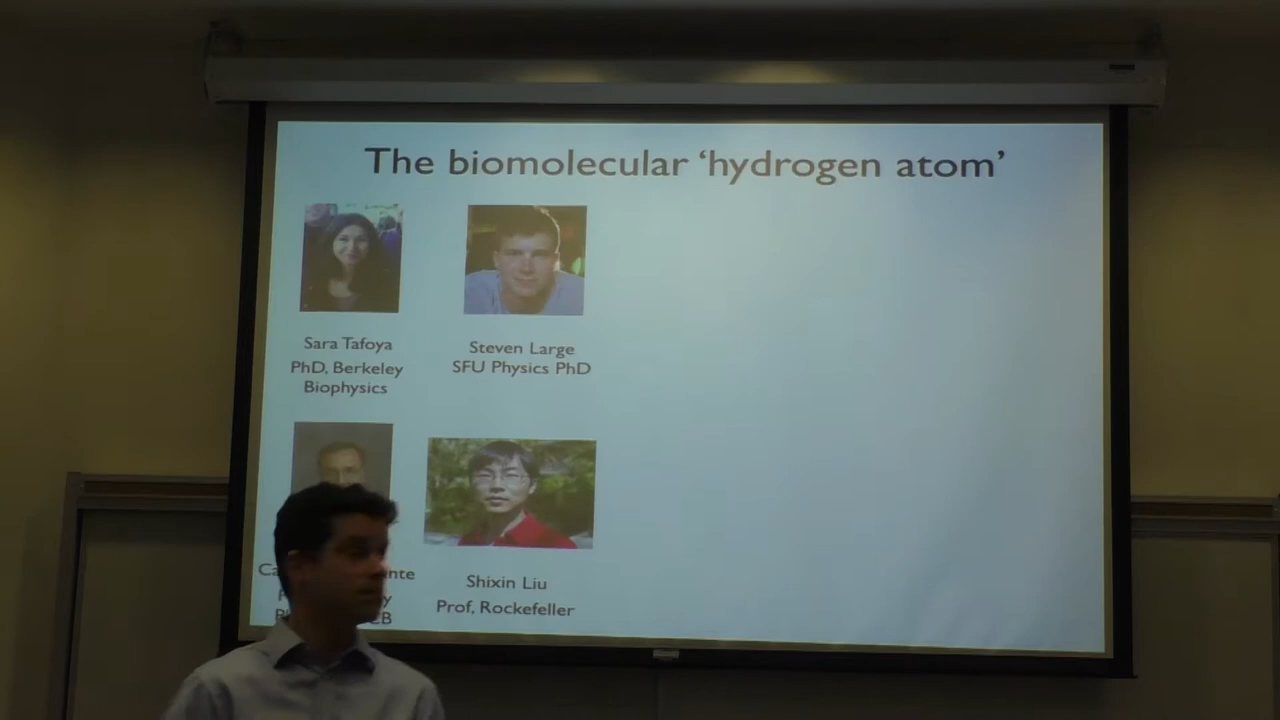 The biomolecular ‘hydrogen atom’
Sara Tafoya
PhD, Berkeley
Biophysics
Steven Large
SFU Physics PhD
Shixin Liu
Prof, Rockefeller